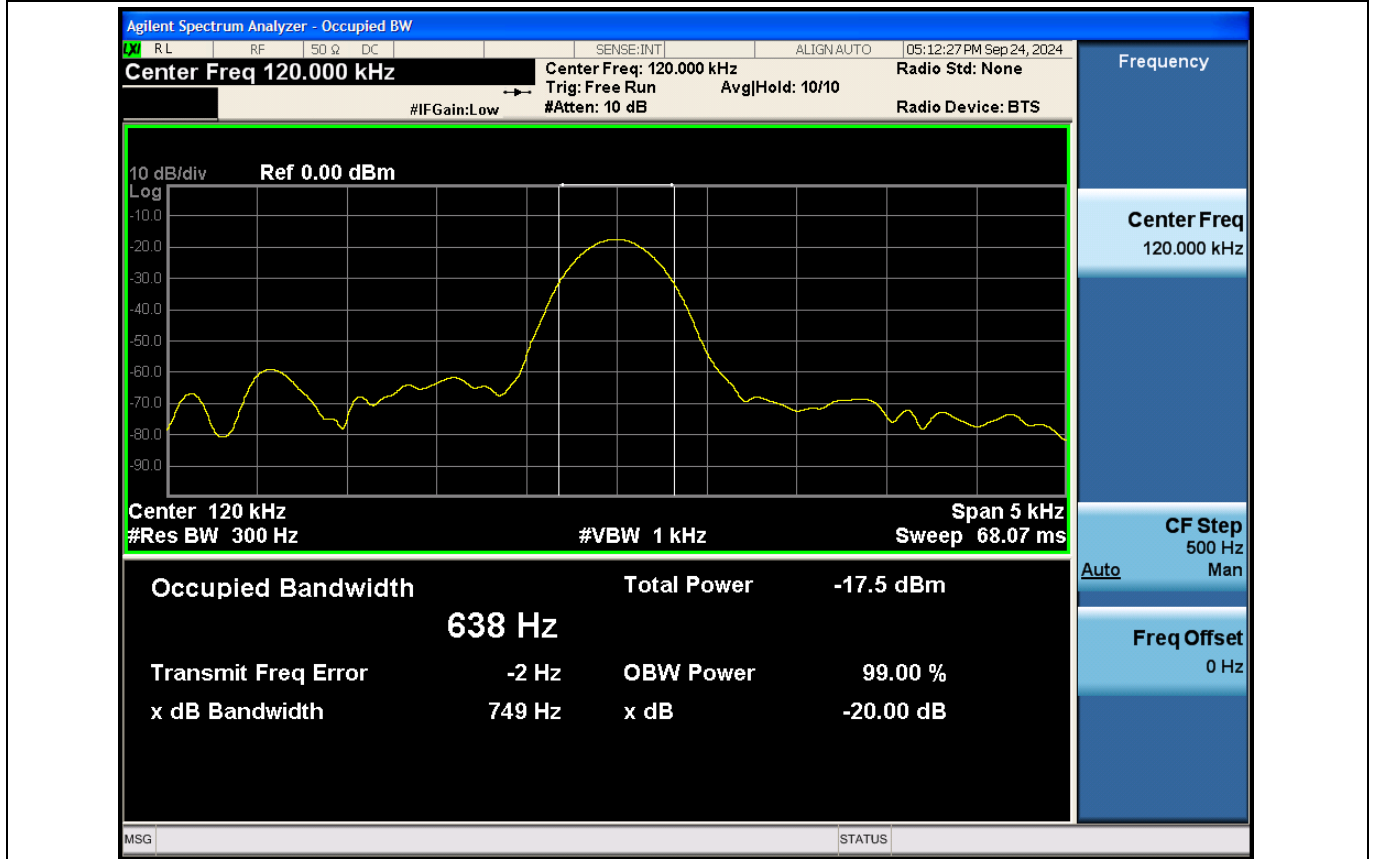 Agilent Spectrum Analyzer - Occupied BW
LXI RL RF 50 Ω DC SENSE:INT ALIGN AUTO 05:12:27 PM Sep 24, 2024
Center Freq 120.000 kHz
Center Freq: 120.000 kHz Radio Std: None
Trig: Free Run Avg|Hold: 10/10
#IFGain:Low #Atten: 10 dB Radio Device: BTS
10 dB/div Ref 0.00 dBm
Log
-10.0
-20.0
-30.0
-40.0
-50.0
-60.0
-70.0
-80.0
-90.0
Center 120 kHz Span 5 kHz
#Res BW 300 Hz #VBW 1 kHz Sweep 68.07 ms
Occupied Bandwidth Total Power -17.5 dBm
638 Hz
Transmit Freq Error -2 Hz OBW Power 99.00 %
x dB Bandwidth 749 Hz x dB -20.00 dB
MSG STATUS
Frequency
Center Freq
120.000 kHz
CF Step
500 Hz
Auto Man
Freq Offset
0 Hz